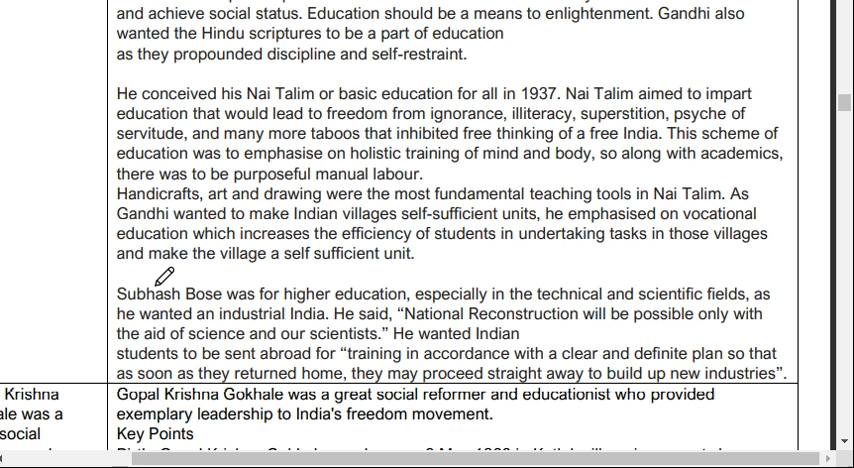 and achieve social status. Education should be a means to enlightenment. Gandhi also
wanted the Hindu scriptures to be a part of education
as they propounded discipline and self-restraint.
He conceived his Nai Talim or basic education for all in 1937. Nai Talim aimed to impart
education that would lead to freedom from ignorance, illiteracy, superstition, psyche of
servitude, and many more taboos that inhibited free thinking of a free India. This scheme of
education was to emphasise on holistic training of mind and body, so along with academics,
there was to be purposeful manual labour.
Handicrafts, art and drawing were the most fundamental teaching tools in Nai Talim. As
Gandhi wanted to make Indian villages self-sufficient units, he emphasised on vocational
education which increases the efficiency of students in undertaking tasks in those villages
and make the village a self sufficient unit.
Subhash Bose was for higher education, especially in the technical and scientific fields, as
he wanted an industrial India. He said, “National Reconstruction will be possible only with
the aid of science and our scientists.” He wanted Indian
students to be sent abroad for “training in accordance with a clear and definite plan so that
as soon as they returned home, they may proceed straight away to build up new industries”.
Krishna
ale was a
social
Gopal Krishna Gokhale was a great social reformer and educationist who provided
exemplary leadership to India's freedom movement.
Key Points